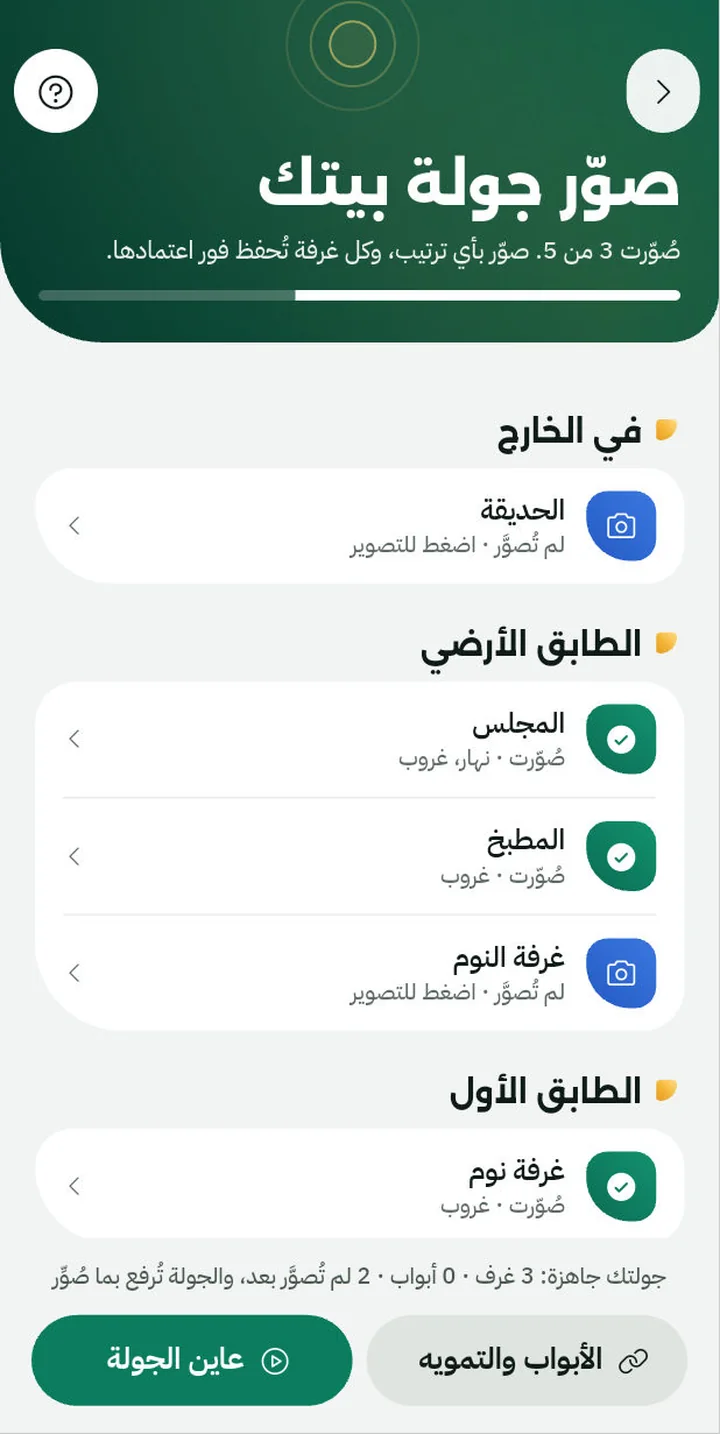 صوّر جولة بيتك
صُوّرت 3 من 5. صوّر بأي ترتيب، وكل غرفة تُحفظ فور اعتمادها.
في الخارج
الحديقة
لم تُصوَّر · اضغط للتصوير
الطابق الأرضي
المجلس
صُوّرت · نهار، غروب
المطبخ
صُوّرت · غروب
غرفة النوم
لم تُصوَّر · اضغط للتصوير
الطابق الأول
غرفة نوم
صُوّرت · غروب
جولتك جاهزة: 3 غرف · 0 أبواب · 2 لم تُصوَّر بعد، والجولة تُرفع بما صُوِّر
الأبواب والتمويه
عاين الجولة